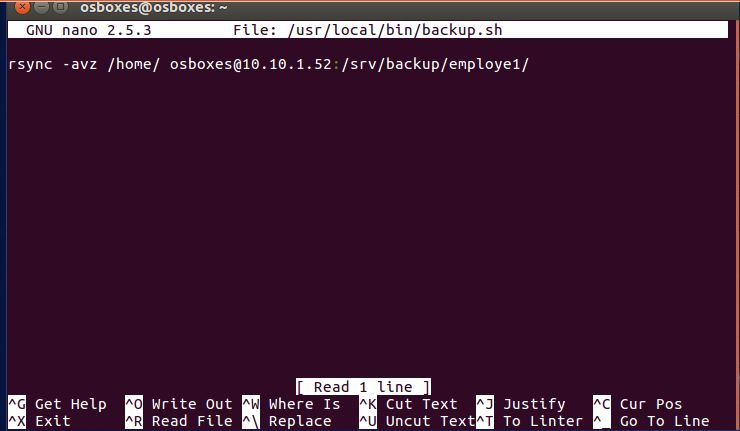 osboxes@osboxes: ~
GNU nano 2.5.3 File: /usr/local/bin/backup.sh
rsync -avz /home/ osboxes@10.10.1.52:/srv/backup/employe1/
[ Read 1 line ]
^G Get Help ^O Write Out ^W Where Is ^K Cut Text ^J Justify ^C Cur Pos
^X Exit ^R Read File ^\ Replace ^U Uncut Text ^T To Linter ^_ Go To Line